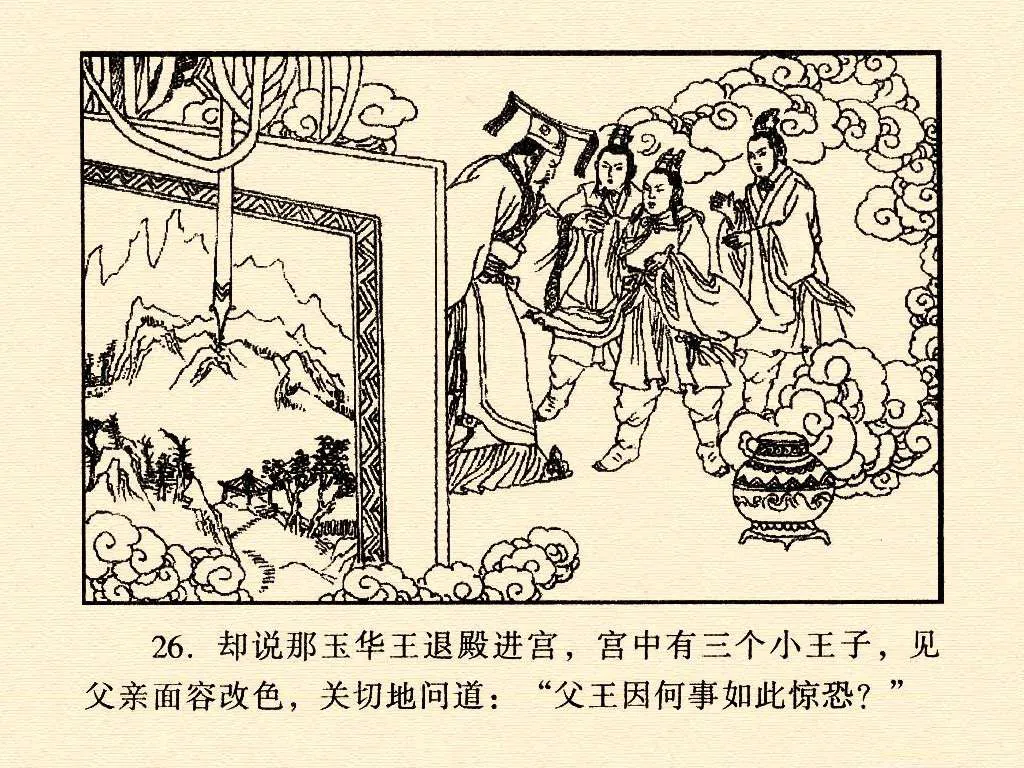 26. 却说那玉华王退殿进宫，宫中有三个小王子，见
父亲面容改色，关切地问道：“父王因何事如此惊恐？”